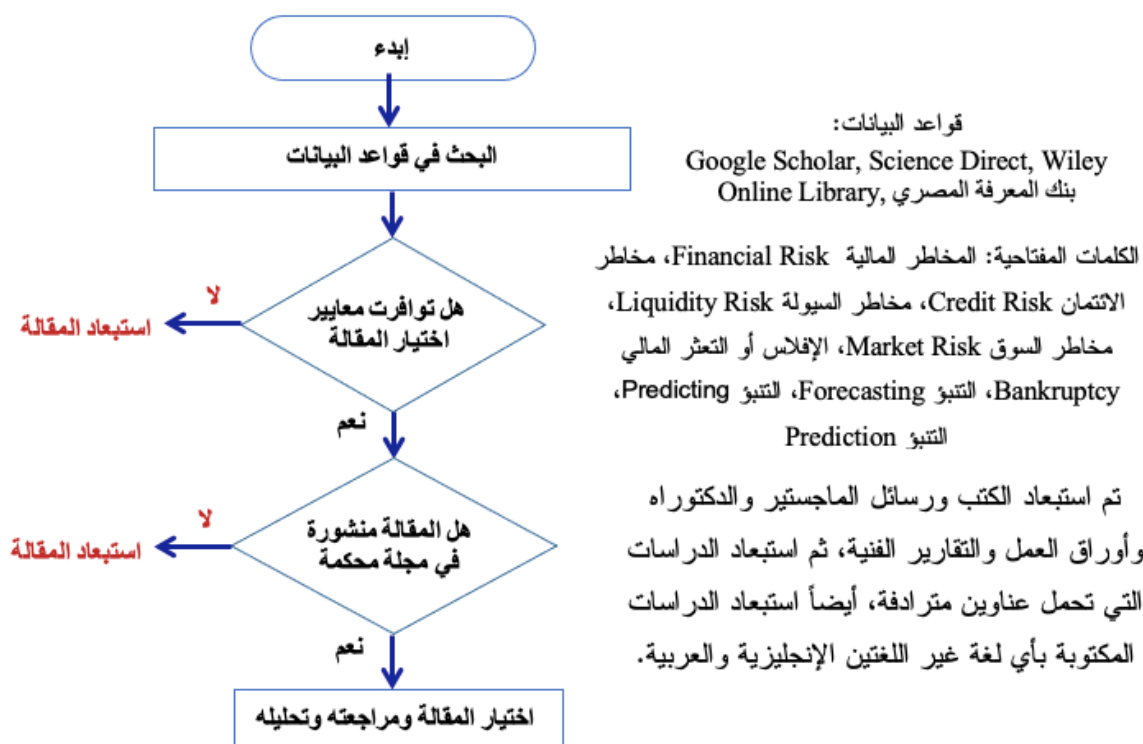 إبدء
البحث في قواعد البيانات
هل توافرت معايير
اختيار المقالة
لا
استبعاد المقالة
نعم
هل المقالة منشورة
في مجلة محكمة
لا
استبعاد المقالة
نعم
اختيار المقالة ومراجعته وتحليله
قواعد البيانات:
Google Scholar, Science Direct, Wiley
Online Library, بنك المعرفة المصري
الكلمات المفتاحية: المخاطر المالية Financial Risk، مخاطر
الائتمان Credit Risk، مخاطر السيولة Liquidity Risk،
مخاطر السوق Market Risk، الإفلاس أو التعثر المالي
Bankruptcy، التنبؤ Forecasting، التنبؤ Predicting،
التنبؤ Prediction
تم استبعاد الكتب ورسائل الماجستير والدكتوراه
وأوراق العمل والتقارير الفنية، ثم استبعاد الدراسات
التي تحمل عناوين مترادفة، أيضاً استبعاد الدراسات
المكتوبة بأي لغة غير اللغتين الإنجليزية والعربية.